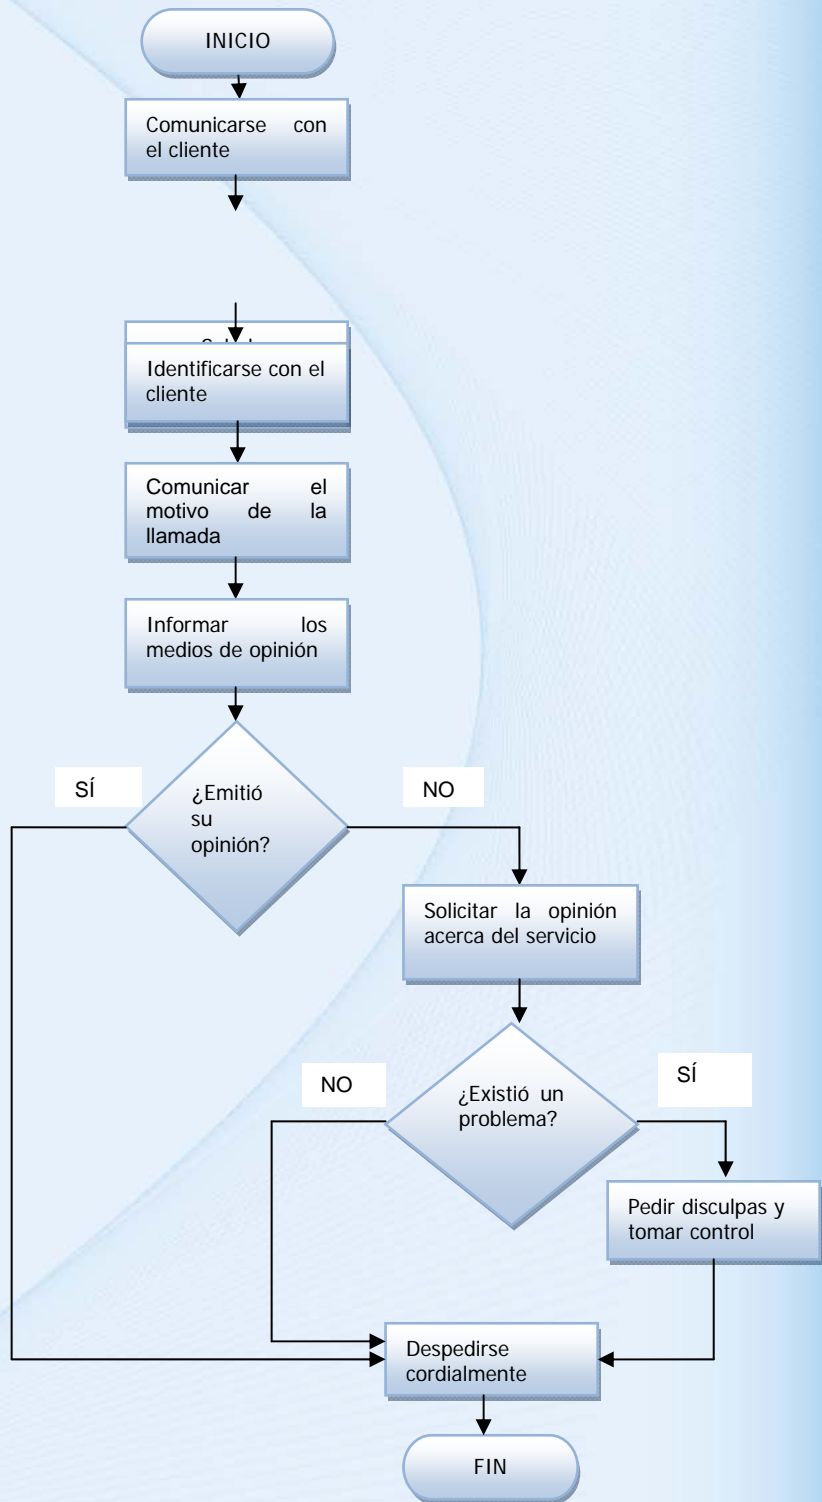 INICIO
Comunicarse con
el cliente
Identificarse con el
cliente
Comunicar el
motivo de la
llamada
Informar los
medios de opinión
SÍ
¿Emitió
su
opinión?
NO
Solicitar la opinión
acerca del servicio
NO
¿Existió un
problema?
SÍ
Pedir disculpas y
tomar control
Despedirse
cordialmente
FIN